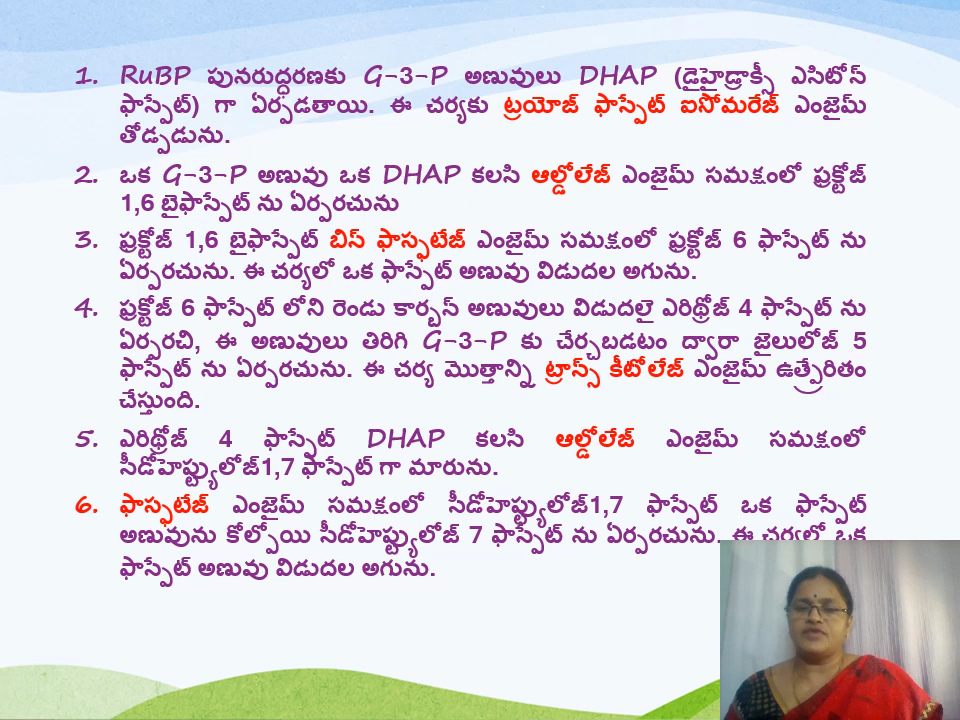 1. RuBP పునరుద్ధరణకు G-3-P అణువులు DHAP (డైహైడ్రాక్సీ ఎసిటోన్
ఫాస్ఫేట్) గా ఏర్పడతాయి. ఈ చర్యకు ట్రయోజ్ ఫాస్ఫేట్ ఐసోమరేజ్ ఎంజైమ్
తోడ్పడును.
2. ఒక G-3-P అణువు ఒక DHAP కలసి ఆల్డోలేజ్ ఎంజైమ్ సమక్షంలో ఫ్రక్టోజ్
1,6 బైఫాస్ఫేట్ ను ఏర్పరచును
3. ఫ్రక్టోజ్ 1,6 బైఫాస్ఫేట్ బిస్ ఫాస్ఫటేజ్ ఎంజైమ్ సమక్షంలో ఫ్రక్టోజ్ 6 ఫాస్ఫేట్ ను
ఏర్పరచును. ఈ చర్యలో ఒక ఫాస్ఫేట్ అణువు విడుదల అగును.
4. ఫ్రక్టోజ్ 6 ఫాస్ఫేట్ లోని రెండు కార్బన్ అణువులు విడుదలై ఎరిథ్రోజ్ 4 ఫాస్ఫేట్ ను
ఏర్పరచి, ఈ అణువులు తిరిగి G-3-P కు చేర్చబడటం ద్వారా జైలులోజ్ 5
ఫాస్ఫేట్ ను ఏర్పరచును. ఈ చర్య మొత్తాన్ని ట్రాన్స్ కీటోలేజ్ ఎంజైమ్ ఉత్ప్రేరితం
చేస్తుంది.
5. ఎరిథ్రోజ్ 4 ఫాస్ఫేట్ DHAP కలసి ఆల్డోలేజ్ ఎంజైమ్ సమక్షంలో
సీడోహెప్ట్యులోజ్1,7 ఫాస్ఫేట్ గా మారును.
6. ఫాస్ఫటేజ్ ఎంజైమ్ సమక్షంలో సీడోహెప్ట్యులోజ్1,7 ఫాస్ఫేట్ ఒక ఫాస్ఫేట్
అణువును కోల్పోయి సీడోహెప్ట్యులోజ్ 7 ఫాస్ఫేట్ ను ఏర్పరచును. ఈ చర్యలో ఒక
ఫాస్ఫేట్ అణువు విడుదల అగును.